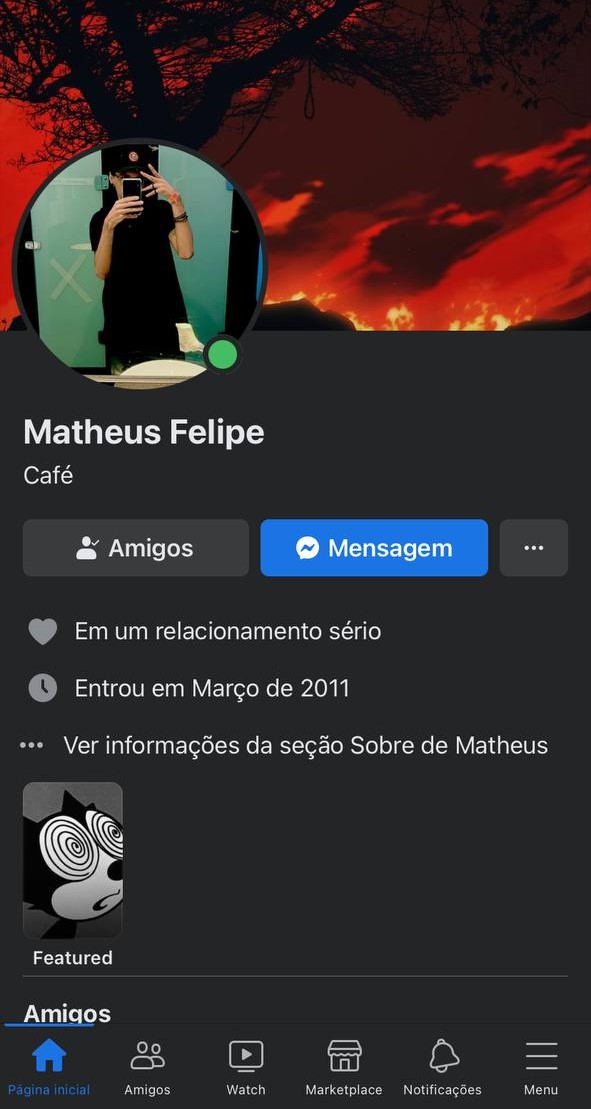 Matheus Felipe
Café
Amigos
Mensagem
Em um relacionamento sério
Entrou em Março de 2011
Ver informações da seção Sobre de Matheus
Featured
Amigos
Página inicial
Amigos
Watch
Marketplace
Notificações
Menu